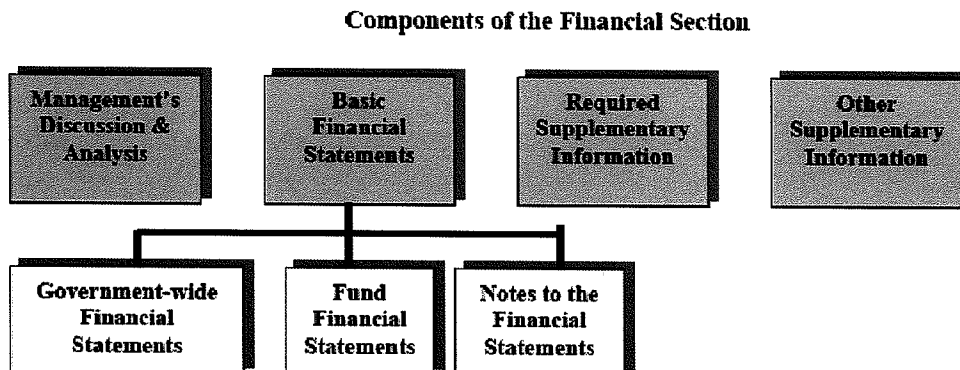 Components of the Financial Section
Management's
Discussion &
Analysis
Basic
Financial
Statements
Required
Supplementary
Information
Other
Supplementary
Information
Government-wide
Financial
Statements
Fund
Financial
Statements
Notes to the
Financial
Statements